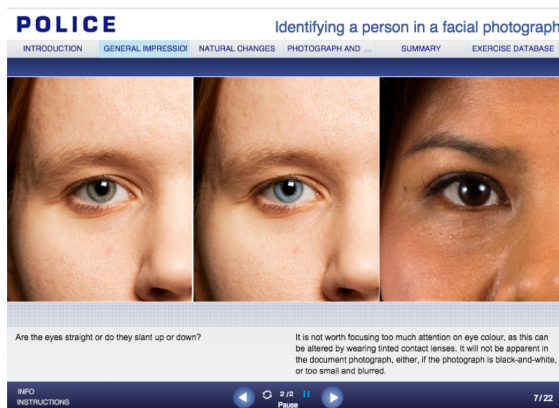 POLICE
Identifying a person in a facial photograph
INTRODUCTION
GENERAL IMPRESSIOI
NATURAL CHANGES
PHOTOGRAPH AND ...
SUMMARY
EXERCISE DATABASE
Are the eyes straight or do they slant up or down?
It is not worth focusing too much attention on eye colour, as this can
be altered by wearing tinted contact lenses. It will not be apparent in
the document photograph, either, if the photograph is black-and-white,
or too small and blurred.
INFO
INSTRUCTIONS
2/2
Pause
7/22